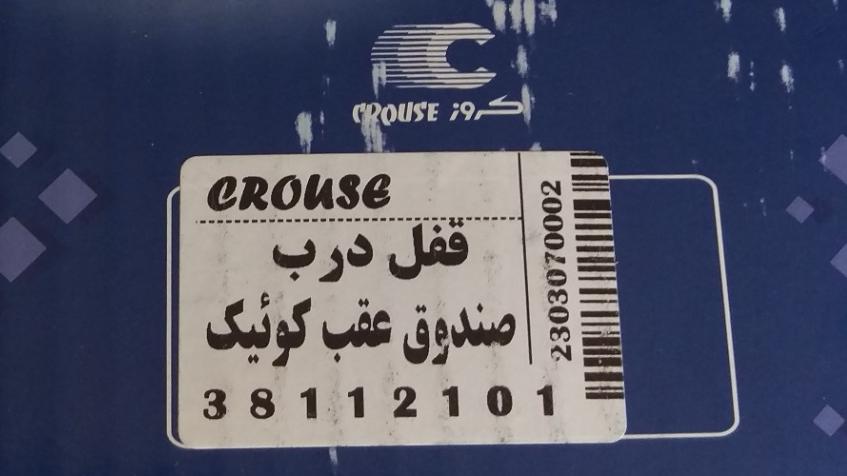 CROUSE کروز
CROUSE
قفل درب
صندوق عقب کوئیک
38112101
2303070002